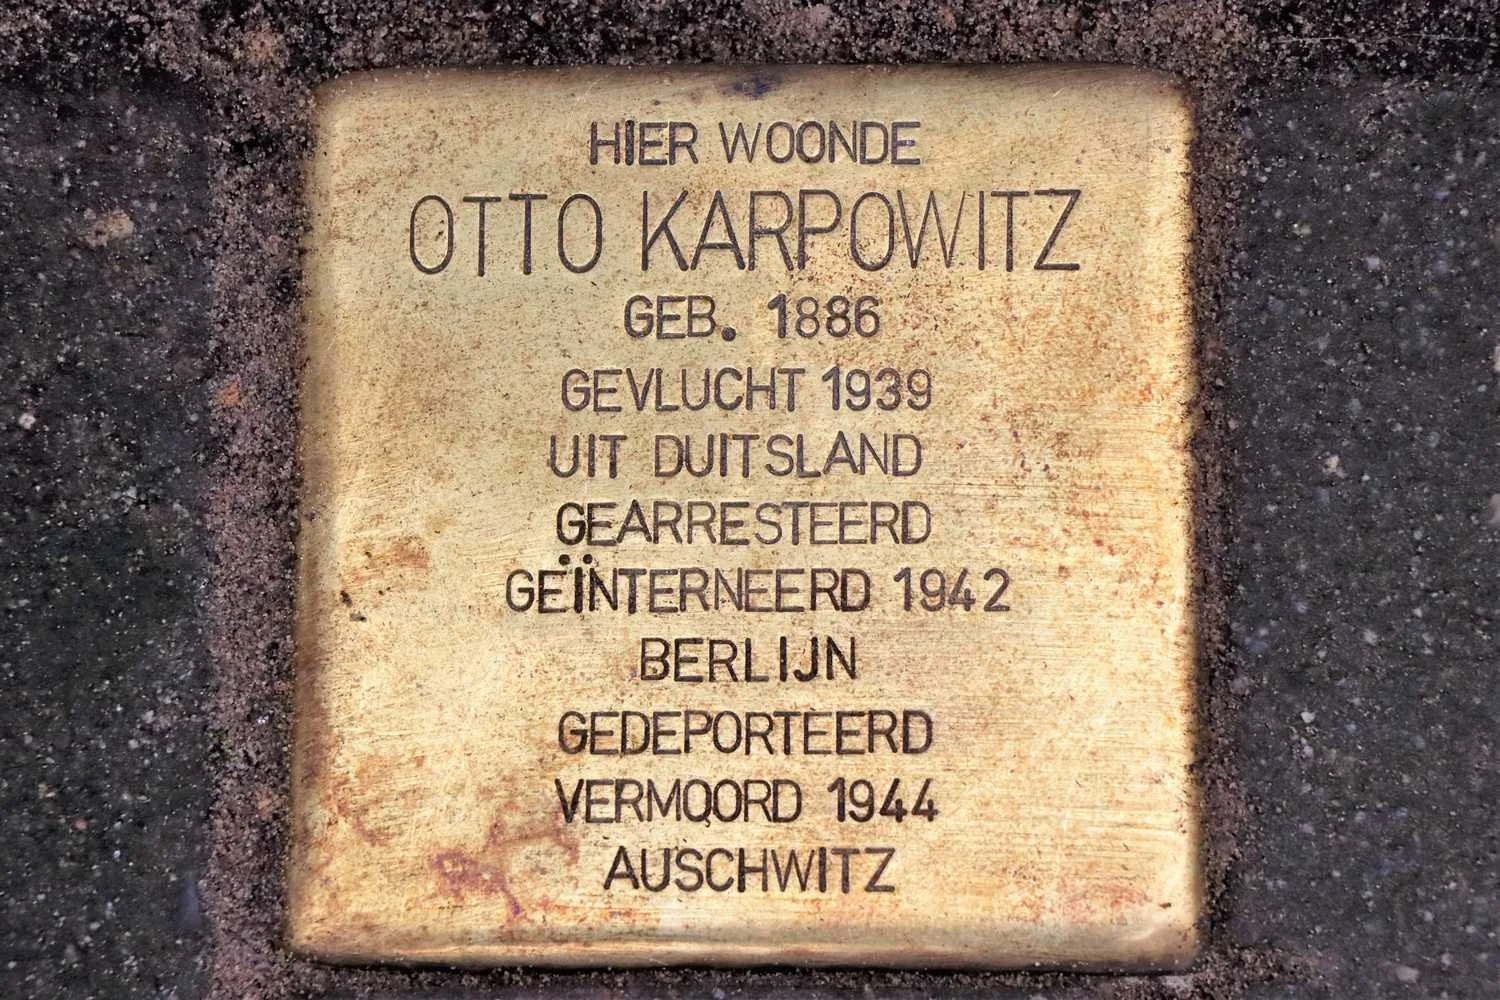 HIER WOONDE
OTTO KARPOWITZ
GEB. 1886
GEVLUCHT 1939
UIT DUITSLAND
GEARRESTEERD
GEÏNTERNEERD 1942
BERLIJN
GEDEPORTEERD
VERMOORD 1944
AUSCHWITZ